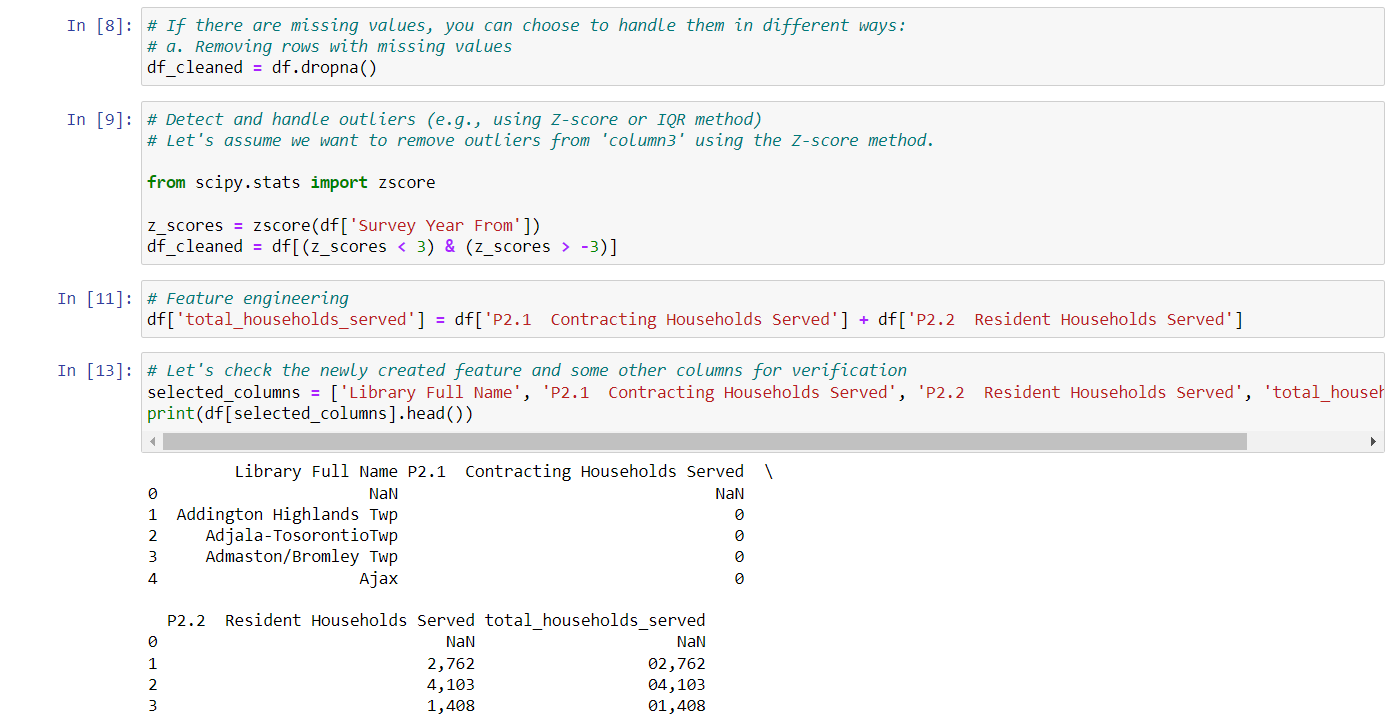 In [8]: # If there are missing values, you can choose to handle them in different ways:
# a. Removing rows with missing values
df_cleaned = df.dropna()
In [9]: # Detect and handle outliers (e.g., using Z-score or IQR method)
# Let's assume we want to remove outliers from 'column3' using the Z-score method.
from scipy.stats import zscore
z_scores = zscore(df['Survey Year From'])
df_cleaned = df[(z_scores < 3) & (z_scores > -3)]
In [11]: # Feature engineering
df['total_households_served'] = df['P2.1  Contracting Households Served'] + df['P2.2  Resident Households Served']
In [13]: # Let's check the newly created feature and some other columns for verification
selected_columns = ['Library Full Name', 'P2.1  Contracting Households Served', 'P2.2  Resident Households Served', 'total_househ
print(df[selected_columns].head())
Library Full Name P2.1  Contracting Households Served  \
0 NaN NaN
1 Addington Highlands Twp 0
2 Adjala-TosorontioTwp 0
3 Admaston/Bromley Twp 0
4 Ajax 0
P2.2  Resident Households Served total_households_served
0 NaN NaN
1 2,762 02,762
2 4,103 04,103
3 1,408 01,408